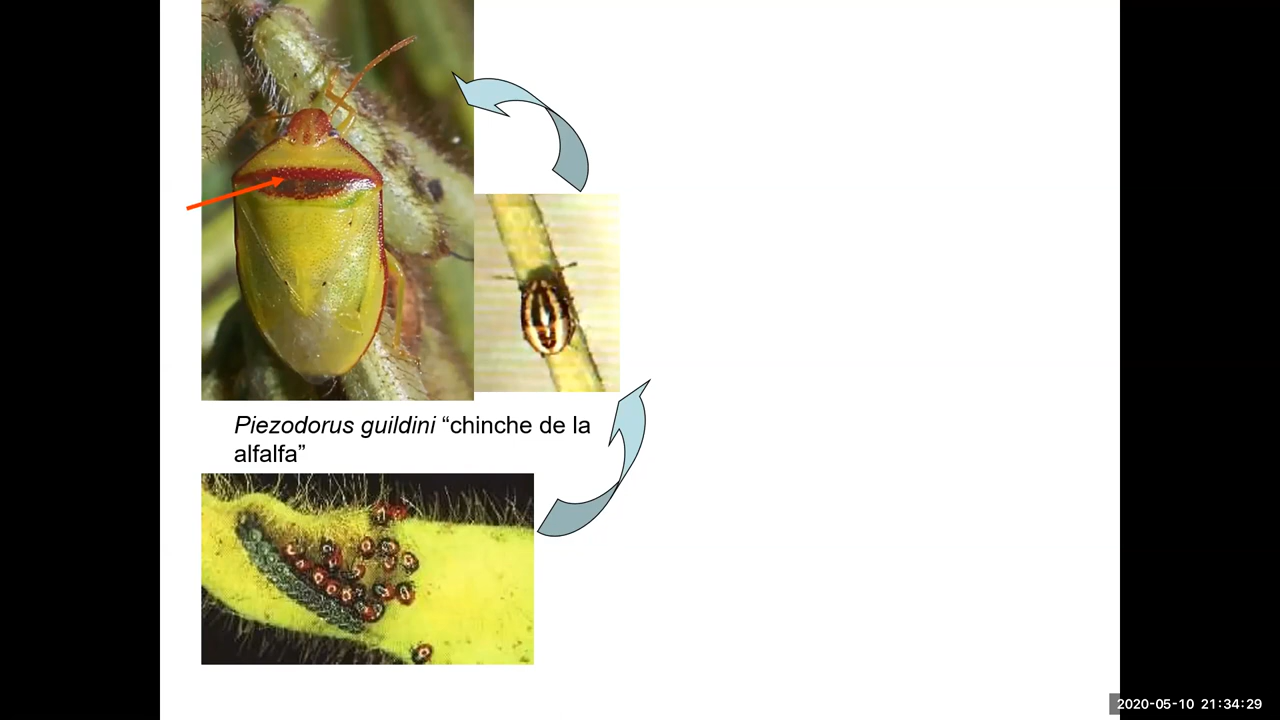 Piezodorus guildini “chinche de la
alfalfa”
2020-05-10 21:34:29